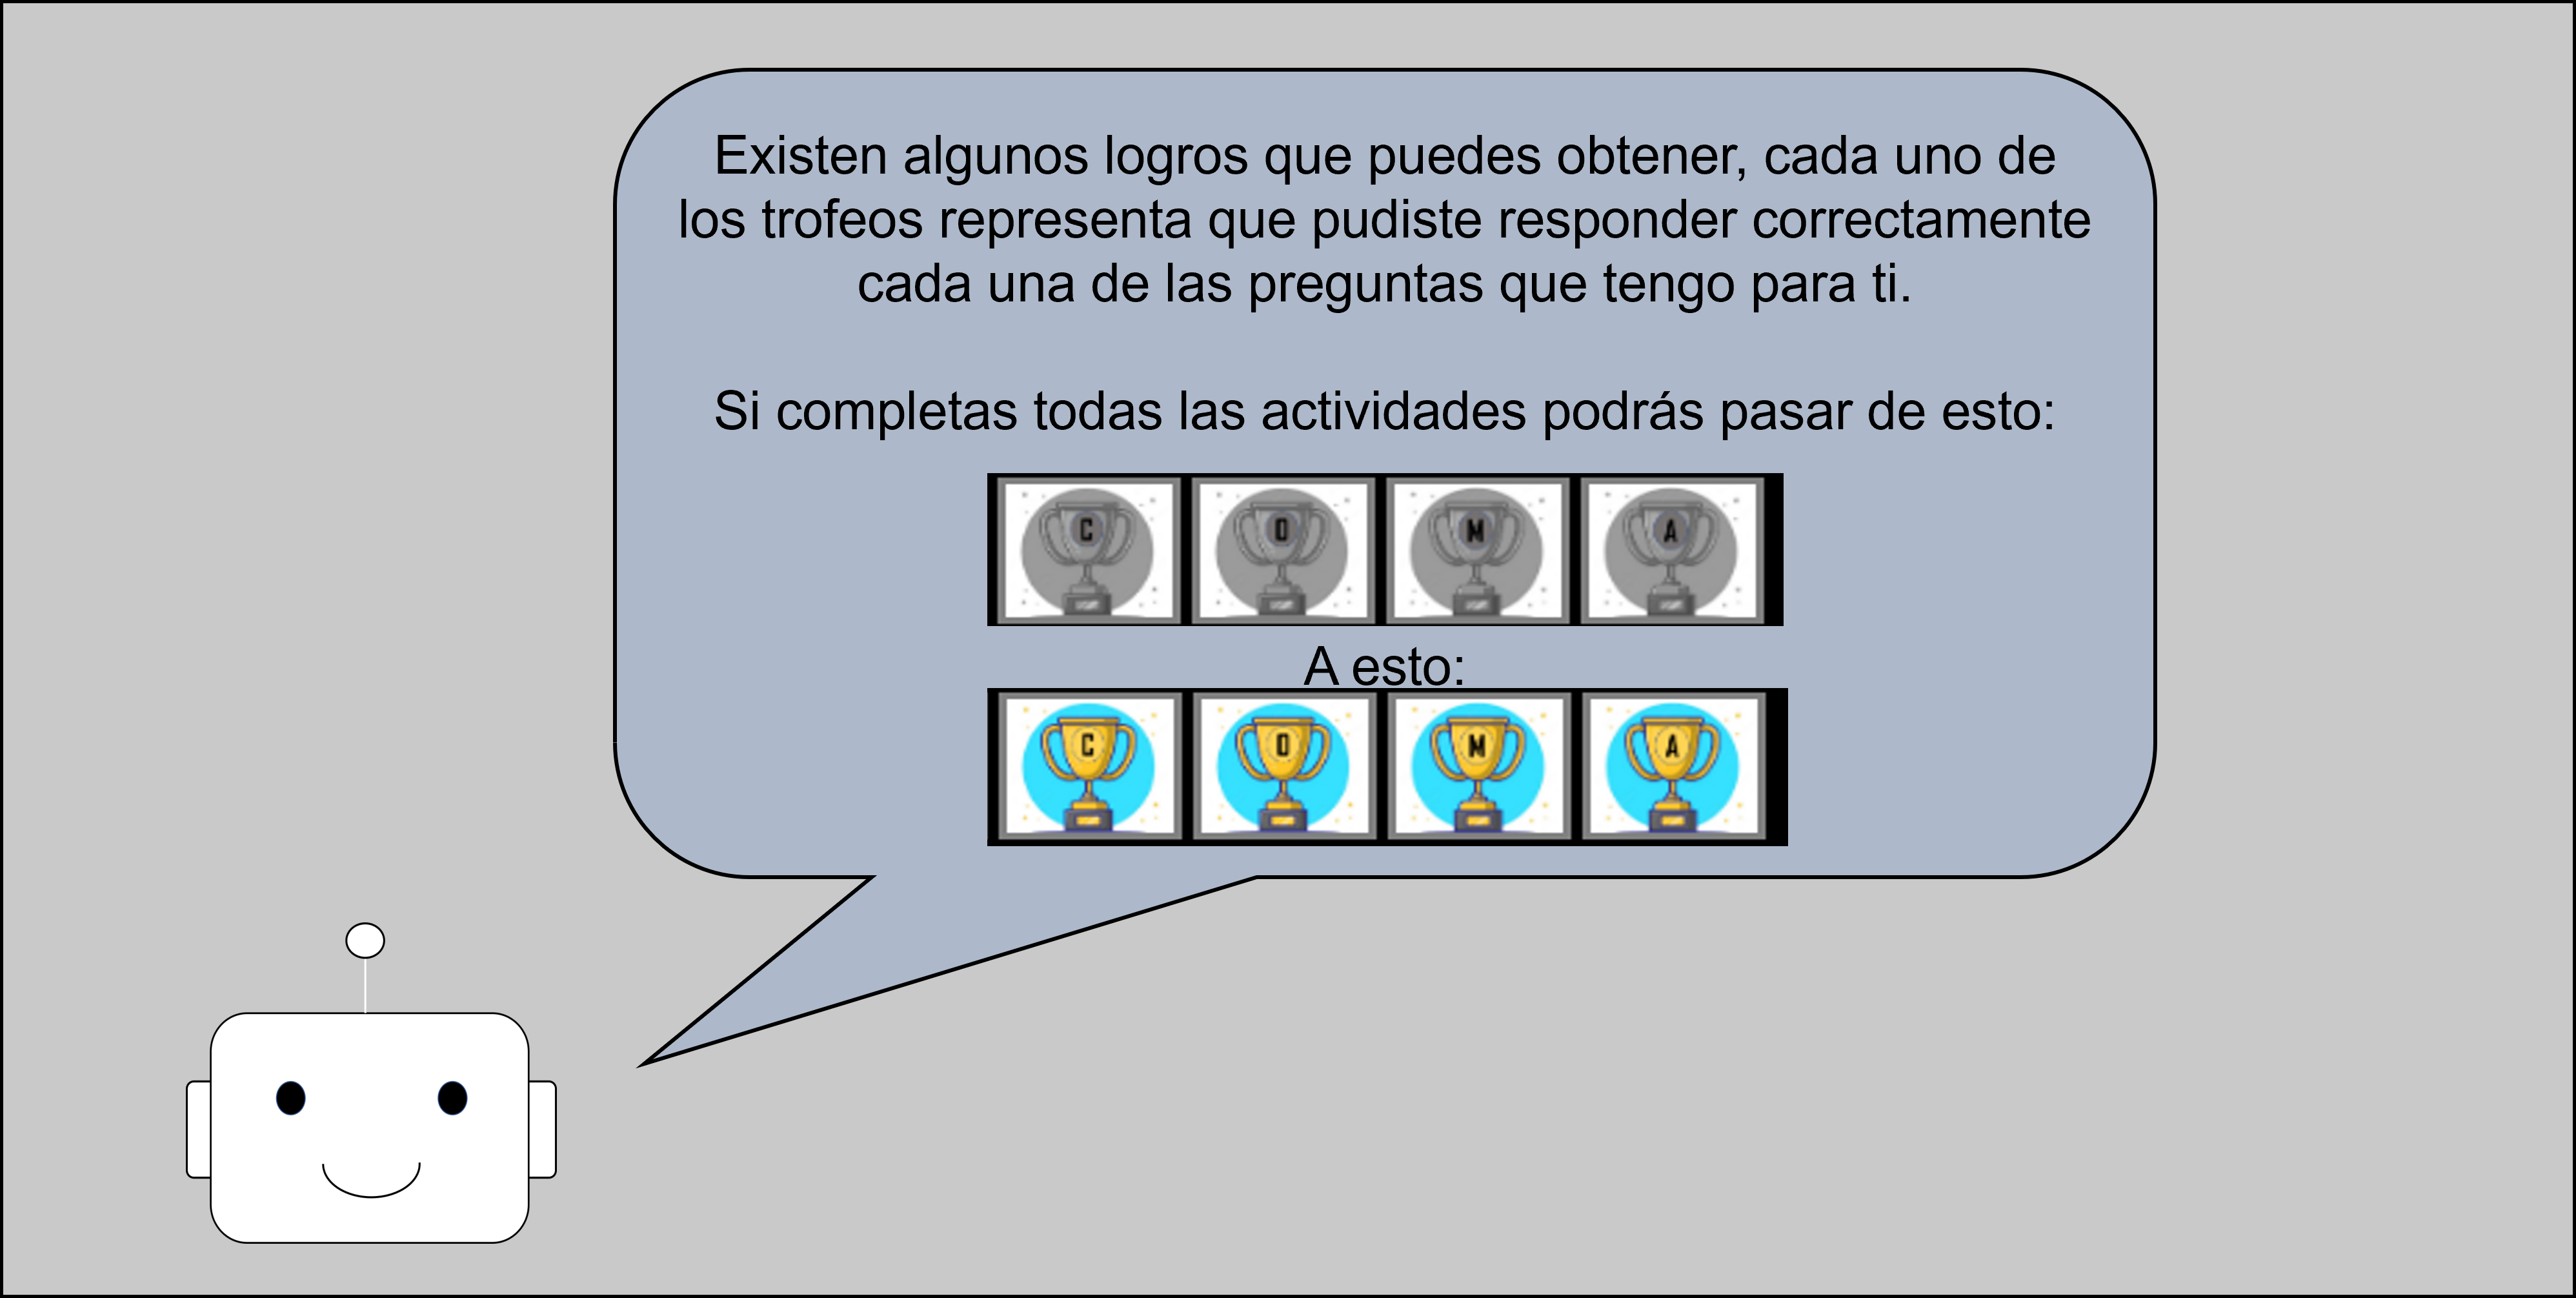 Existen algunos logros que puedes obtener, cada uno de
los trofeos representa que pudiste responder correctamente
cada una de las preguntas que tengo para ti.
Si completas todas las actividades podrás pasar de esto:
C O M A
A esto:
C O M A